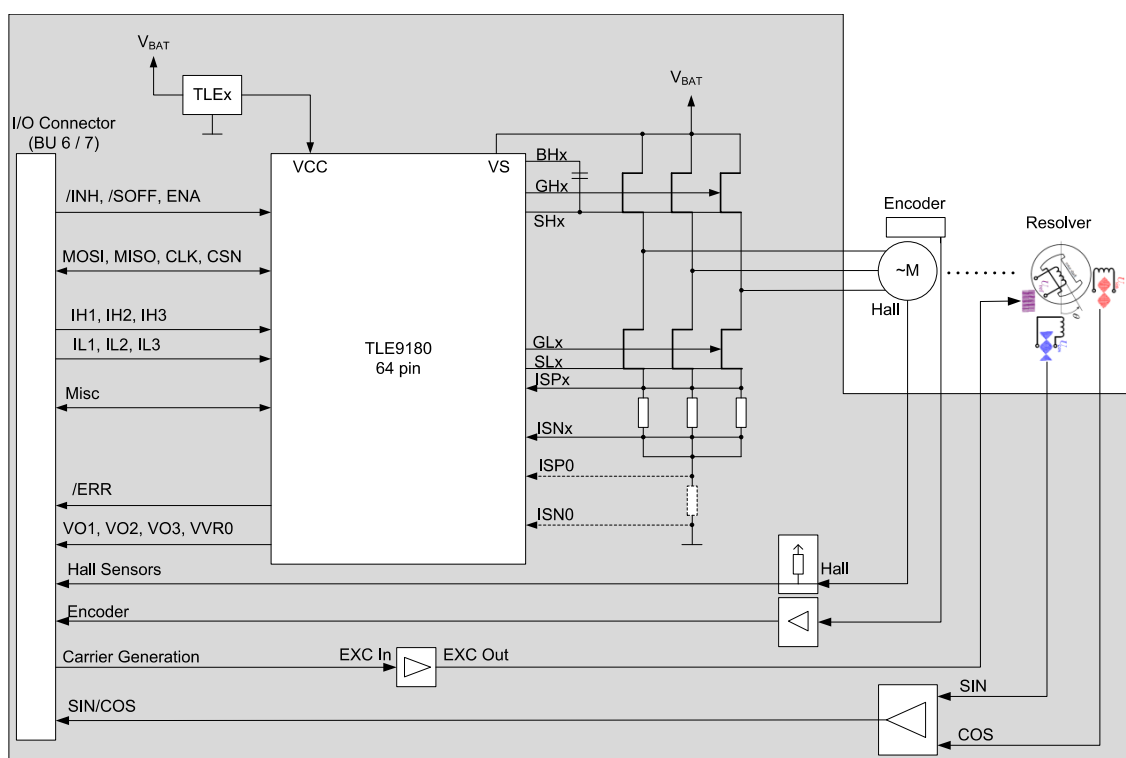 VBAT
TLEx
VBAT
I/O Connector
(BU 6 / 7)
VCC
VS
BHx
GHx
SHx
/INH, /SOFF, ENA
Encoder
Resolver
MOSI, MISO, CLK, CSN
~M
Hall
IH1, IH2, IH3
IL1, IL2, IL3
TLE9180
64 pin
GLx
SLx
ISPx
Misc
ISNx
ISP0
/ERR
ISN0
VO1, VO2, VO3, VVR0
Hall Sensors
Hall
Encoder
Carrier Generation
EXC In
EXC Out
SIN
SIN/COS
COS
θ